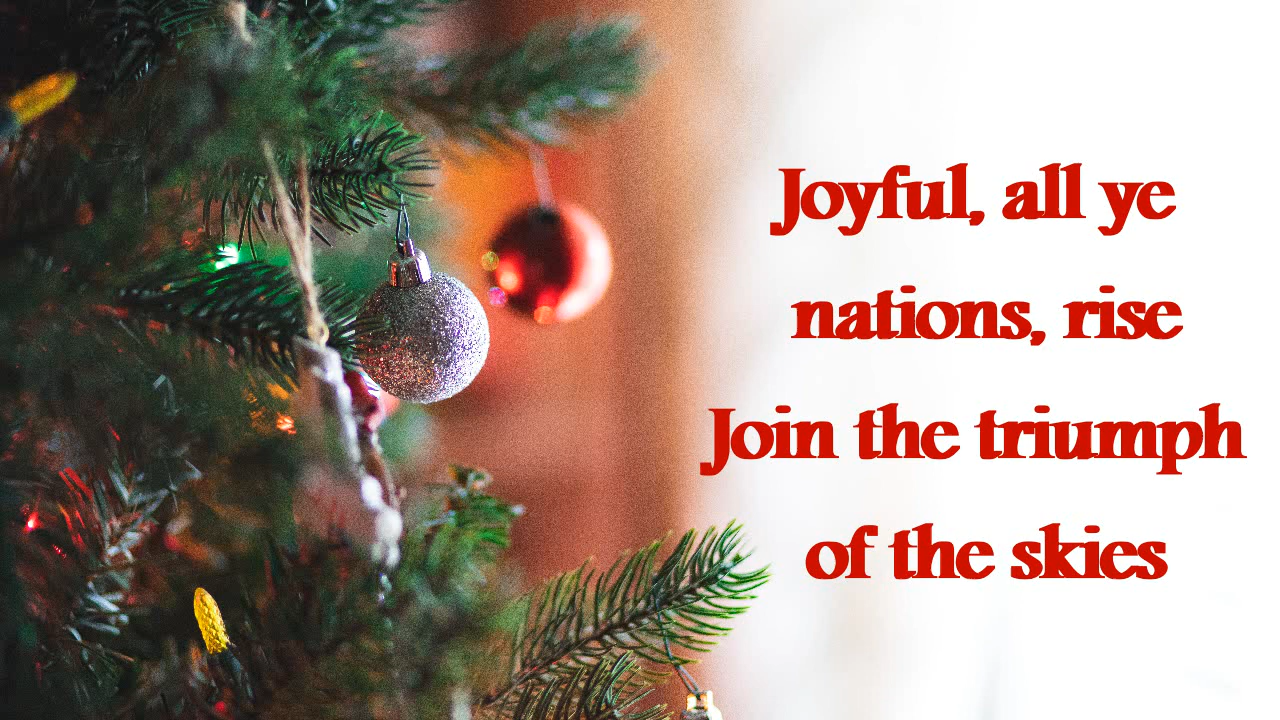 Joyful, all ye
nations, rise
Join the triumph
of the skies